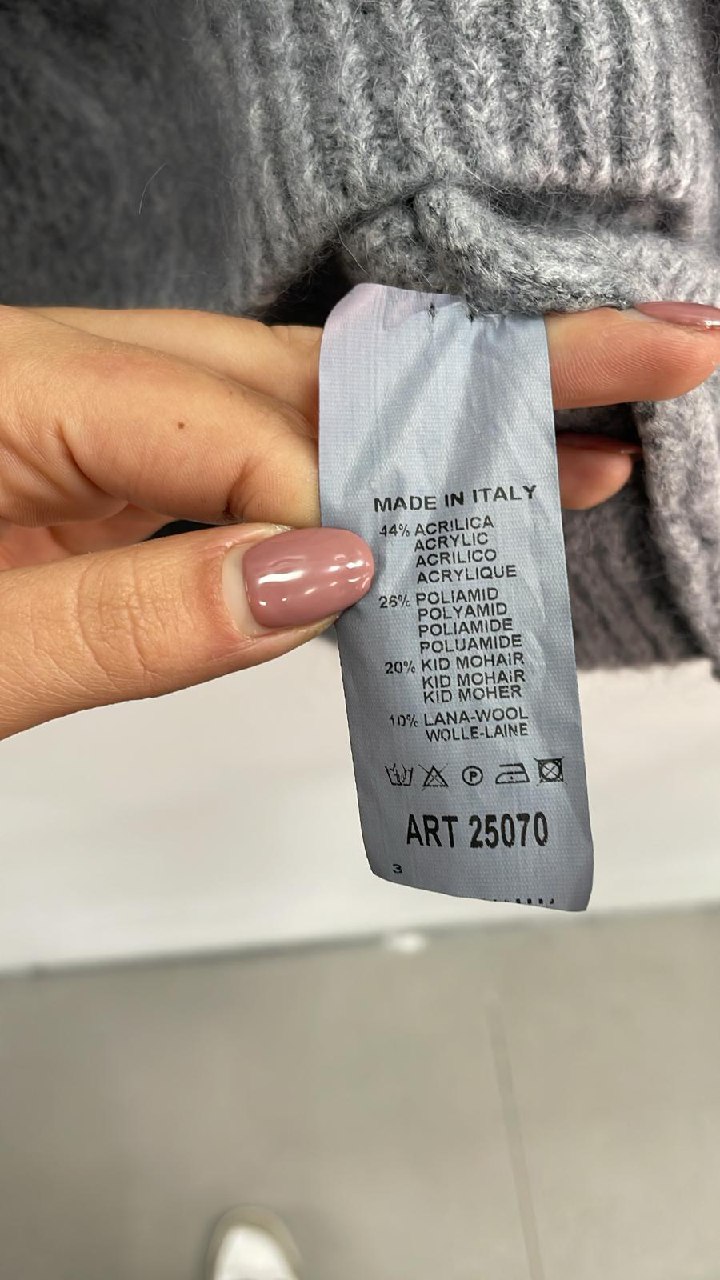 MADE IN ITALY
44% ACRILICA
ACRYLIC
ACRILICO
ACRYLIQUE
26% POLIAMID
POLYAMID
POLIAMIDE
POLUAMIDE
20% KID MOHAiR
KID MOHAiR
KID MOHER
10% LANA-WOOL
WOLLE-LAINE
P
ART 25070
3